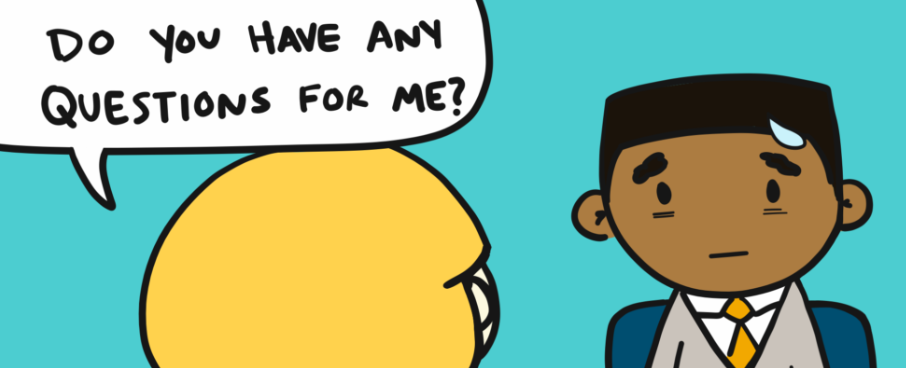 DO YOU HAVE ANY
QUESTIONS FOR ME?